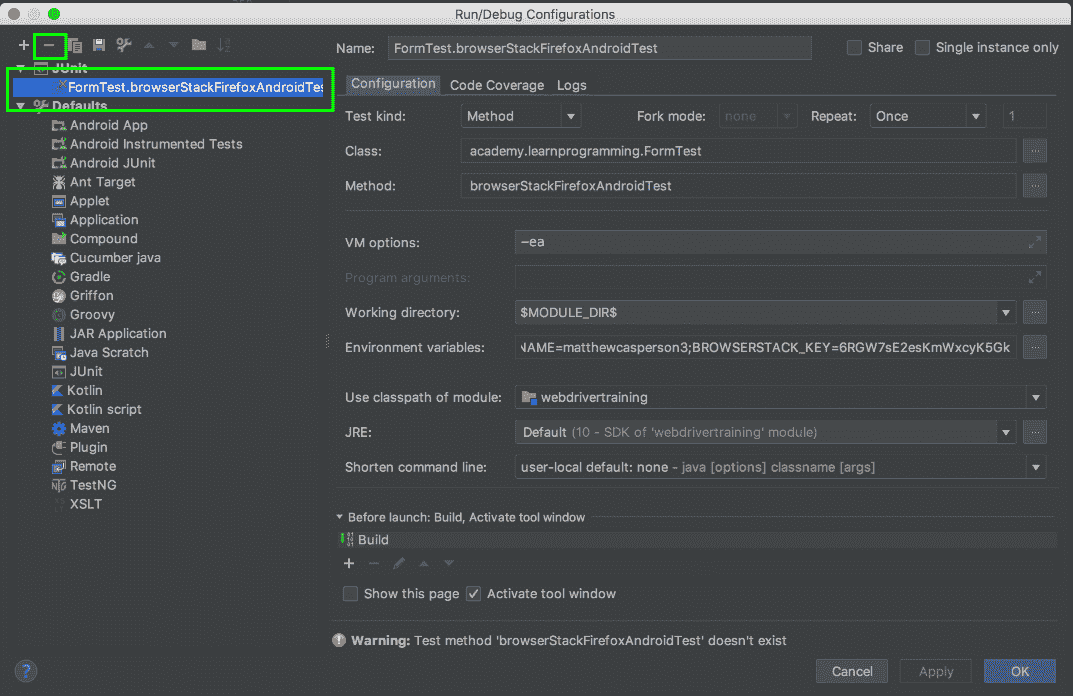 Run/Debug Configurations
Name: FormTest.browserStackFirefoxAndroidTest Share Single instance only
JUnit
FormTest.browserStackFirefoxAndroidTes
Defaults
Android App
Android Instrumented Tests
Android JUnit
Ant Target
Applet
Application
Compound
Cucumber java
Gradle
Griffon
Groovy
JAR Application
Java Scratch
JUnit
Kotlin
Kotlin script
Maven
Plugin
Remote
TestNG
XSLT
Configuration Code Coverage Logs
Test kind: Method Fork mode: none Repeat: Once 1
Class: academy.learnprogramming.FormTest ...
Method: browserStackFirefoxAndroidTest ...
VM options: -ea
Program arguments:
Working directory: $MODULE_DIR$ ...
Environment variables: NAME=matthewcasperson3;BROWSERSTACK_KEY=6RGW7sE2esKmWxcyK5Gk ...
Use classpath of module: webdrivertraining
JRE: Default (10 - SDK of 'webdrivertraining' module) ...
Shorten command line: user-local default: none - java [options] classname [args]
Before launch: Build, Activate tool window
Build
Show this page Activate tool window
Warning: Test method 'browserStackFirefoxAndroidTest' doesn't exist
? Cancel Apply OK